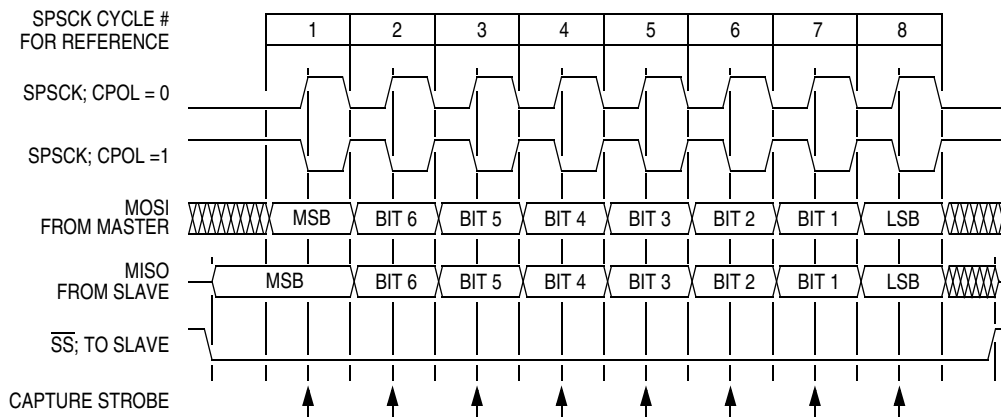 SPSCK CYCLE #
FOR REFERENCE
1 2 3 4 5 6 7 8
SPSCK; CPOL = 0
SPSCK; CPOL =1
MOSI
FROM MASTER
MSB BIT 6 BIT 5 BIT 4 BIT 3 BIT 2 BIT 1 LSB
MISO
FROM SLAVE
MSB BIT 6 BIT 5 BIT 4 BIT 3 BIT 2 BIT 1 LSB
SS; TO SLAVE
CAPTURE STROBE